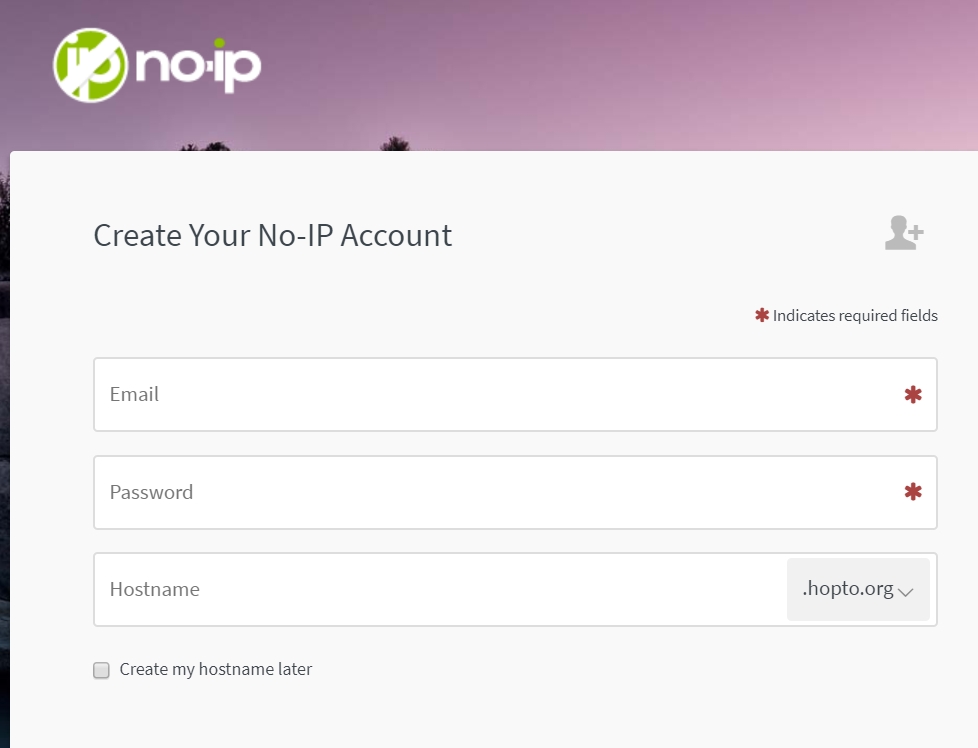 no-ip
Create Your No-IP Account
* Indicates required fields
Email *
Password *
Hostname .hopto.org
Create my hostname later